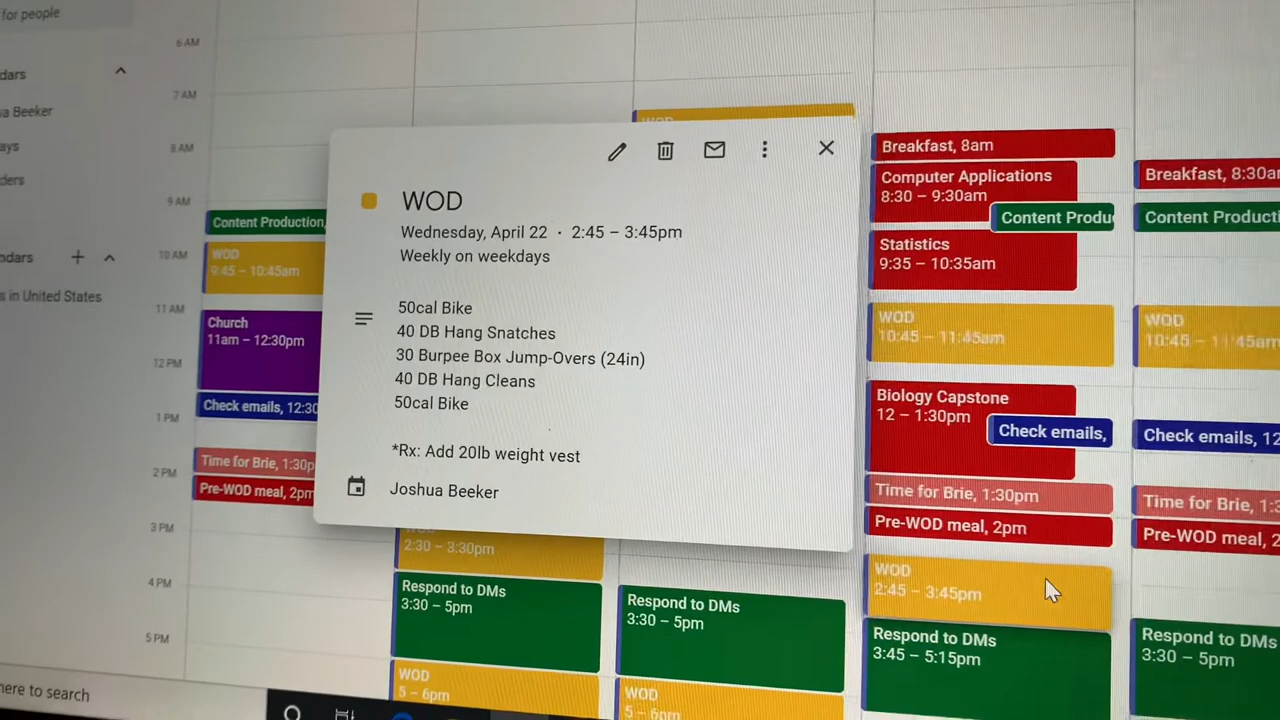 for people
dars
a Beeker
ays
ders
ndars
s in United States
here to search
6 AM
7 AM
8 AM
9 AM
10 AM
11 AM
12 PM
1 PM
2 PM
3 PM
4 PM
5 PM
Content Production,
WOD
9:45 – 10:45am
Church
11am – 12:30pm
Check emails, 12:30
Time for Brie, 1:30p
Pre-WOD meal, 2pm
WOD
WOD
Wednesday, April 22 · 2:45 – 3:45pm
Weekly on weekdays
50cal Bike
40 DB Hang Snatches
30 Burpee Box Jump-Overs (24in)
40 DB Hang Cleans
50cal Bike
*Rx: Add 20lb weight vest
Joshua Beeker
2:30 – 3:30pm
Respond to DMs
3:30 – 5pm
WOD
5 – 6pm
Respond to DMs
3:30 – 5pm
WOD
5 – 6pm
Breakfast, 8am
Computer Applications
8:30 – 9:30am
Content Produ
Statistics
9:35 – 10:35am
WOD
10:45 – 11:45am
Biology Capstone
12 – 1:30pm
Check emails,
Time for Brie, 1:30pm
Pre-WOD meal, 2pm
WOD
2:45 – 3:45pm
Respond to DMs
3:45 – 5:15pm
Breakfast, 8:30am
Content Producti
WOD
10:45 – 11:45am
Check emails, 12
Time for Brie, 1:3
Pre-WOD meal, 2
Respond to DMs
3:30 – 5pm